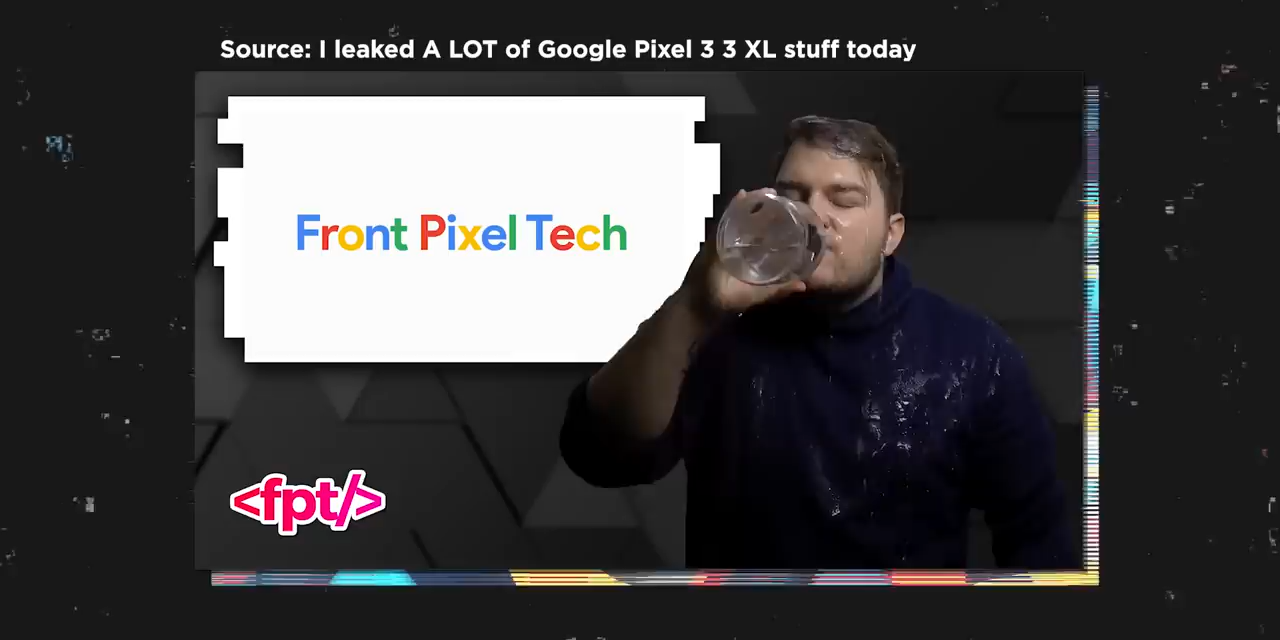 Source: I leaked A LOT of Google Pixel 3 3 XL stuff today
Front Pixel Tech
<fpt/>